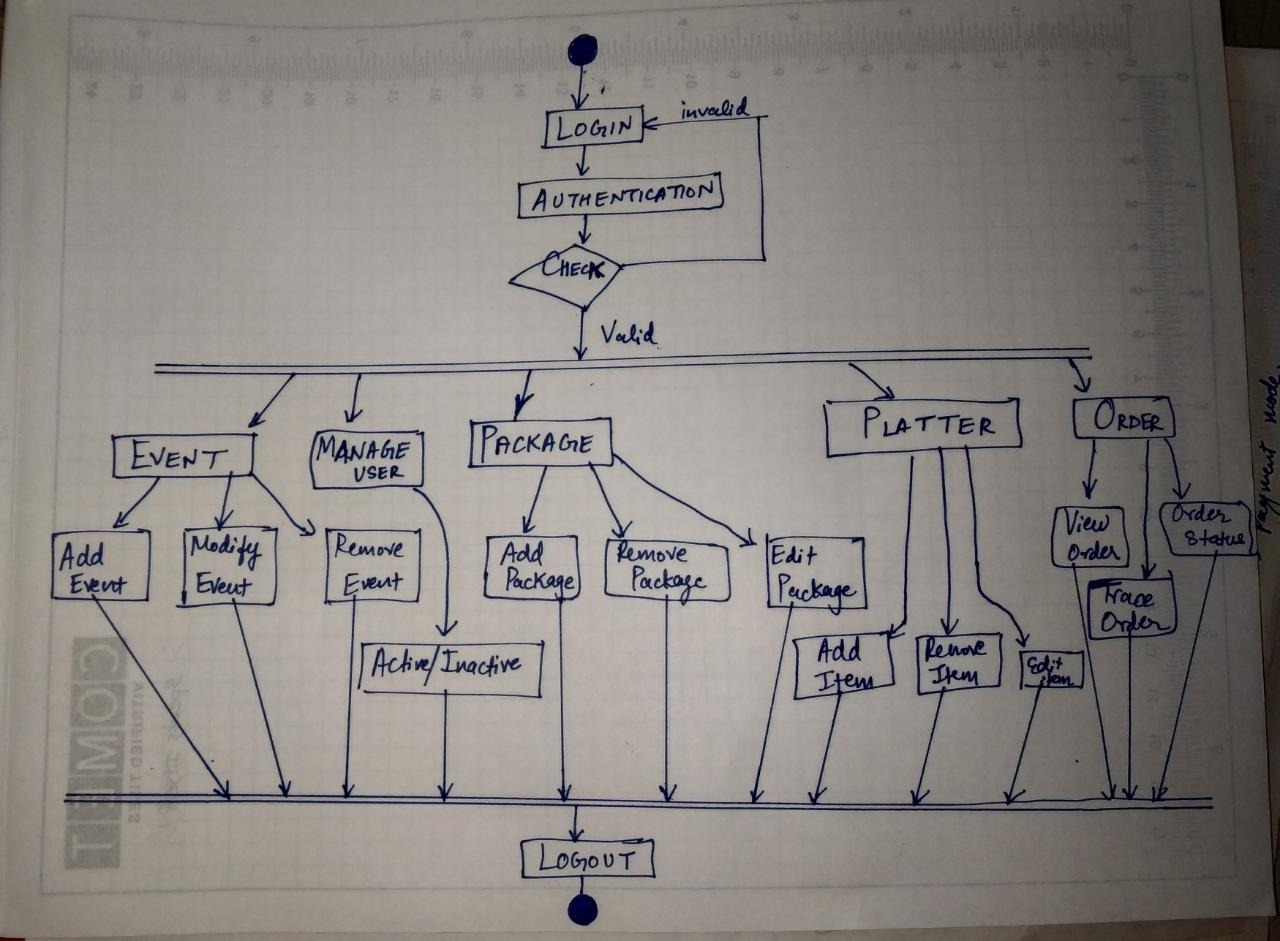 invalid
LOGIN
AUTHENTICATION
CHECK
Valid
EVENT
MANAGE
USER
PACKAGE
PLATTER
ORDER
Add
Event
Modify
Event
Remove
Event
Add
Package
Remove
Package
Edit
Package
View
Order
Order
Status
Trace
Order
Active/Inactive
Add
Item
Remove
Item
Edit
item
LOGOUT
Payment mode
COMET
VITRIFIED TILES